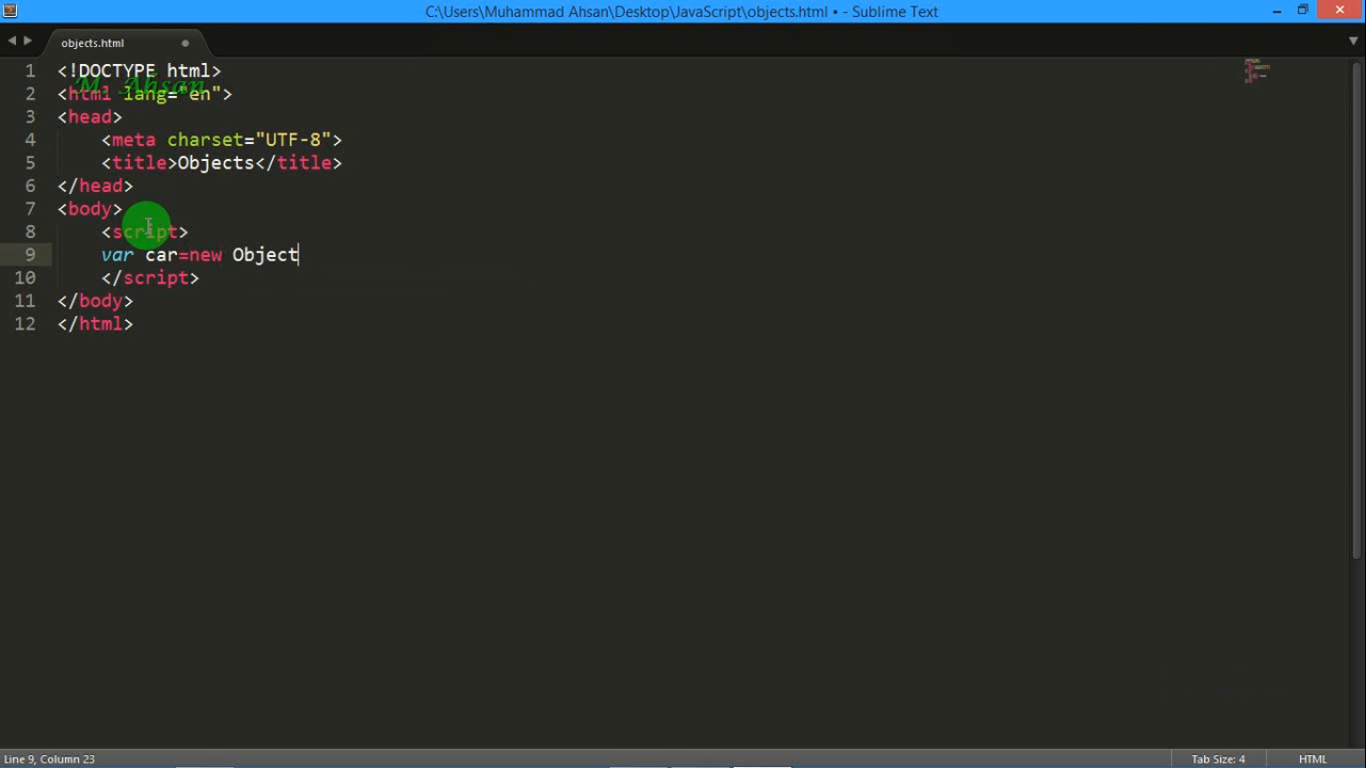 C:\Users\Muhammad Ahsan\Desktop\JavaScript\objects.html • - Sublime Text
objects.html
1 <!DOCTYPE html>
M. Ahsan
2 <html lang="en">
3 <head>
4 <meta charset="UTF-8">
5 <title>Objects</title>
6 </head>
7 <body>
8 <script>
9 var car=new Object
10 </script>
11 </body>
12 </html>
Line 9, Column 23
Tab Size: 4
HTML